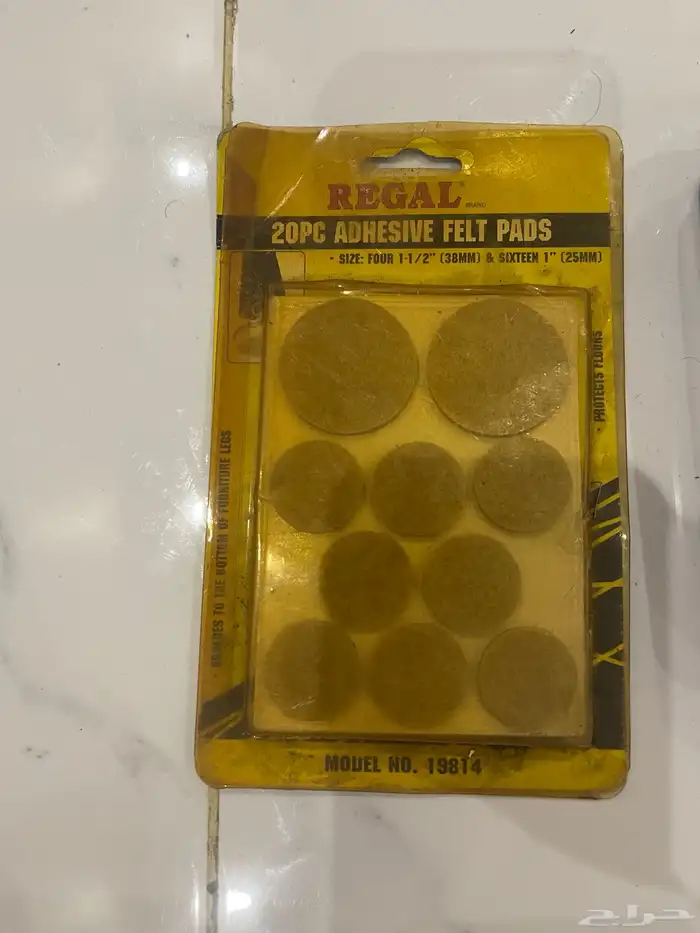 REGAL
BRAND
20PC ADHESIVE FELT PADS
• SIZE: FOUR 1-1/2" (38MM) & SIXTEEN 1" (25MM)
• PROTECTS FLOORS
TO THE BOTTOM OF FURNITURE LEGS
MODEL NO. 19814
حراج